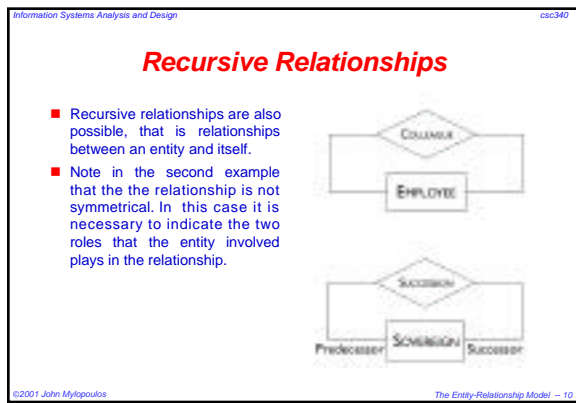 Information Systems Analysis and Design csc340
Recursive Relationships
Recursive relationships are also
possible, that is relationships
between an entity and itself.
Note in the second example
that the the relationship is not
symmetrical. In this case it is
necessary to indicate the two
roles that the entity involved
plays in the relationship.
COLLEAGUE
EMPLOYEE
SUCCESSION
Predecessor SOVEREIGN Successor
©2001 John Mylopoulos The Entity-Relationship Model -- 10